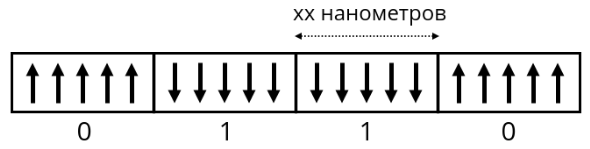 xx нанометров
0 1 1 0